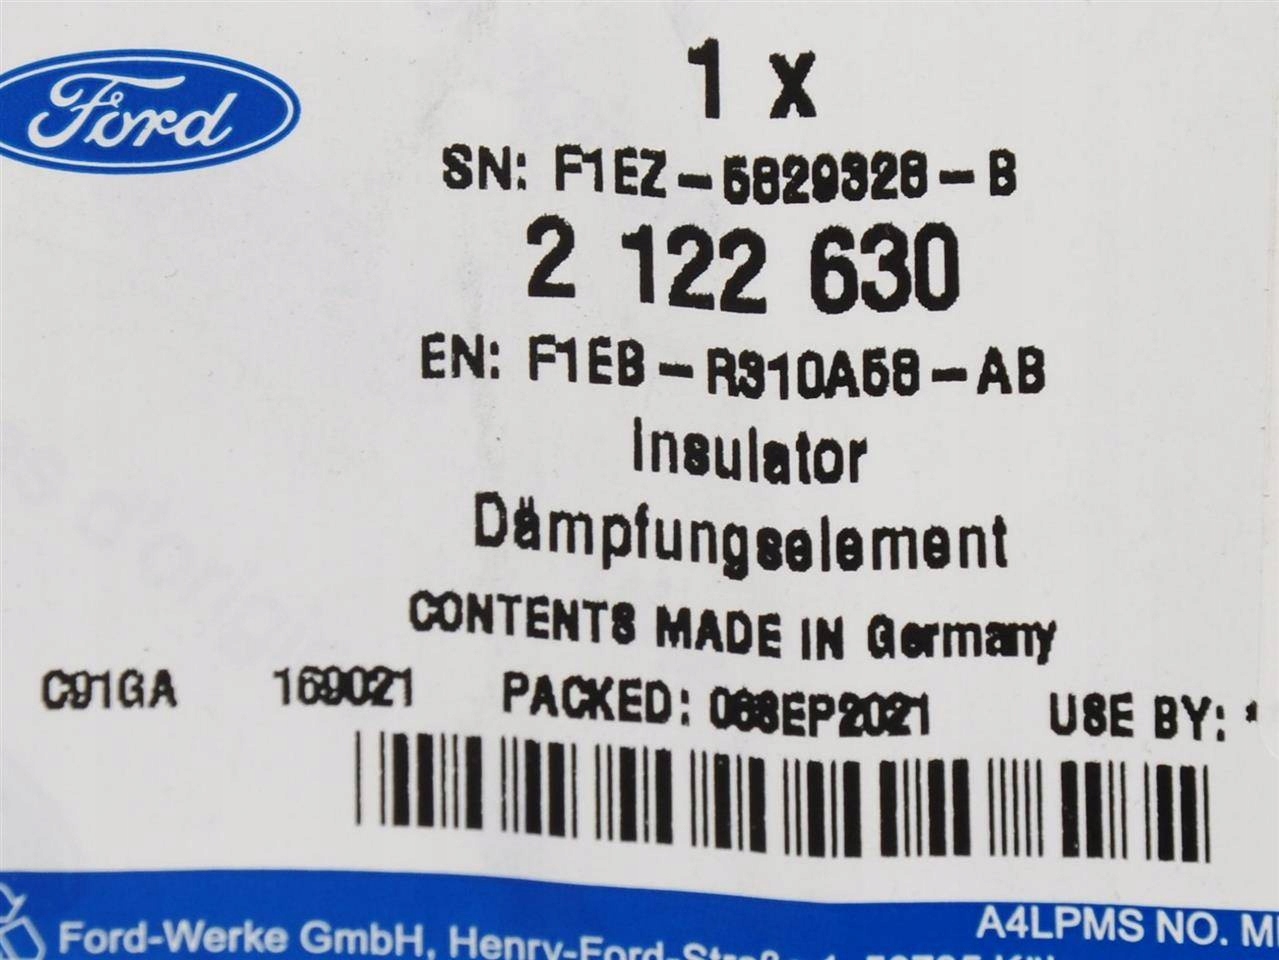 Ford
1 x
SN: F1EZ-5829326-B
2 122 630
EN: F1EB-R310A58-AB
Insulator
Dämpfungselement
CONTENTS MADE IN Germany
C91GA 169021 PACKED: 06SEP2021 USE BY: *
A4LPMS NO.
Ford-Werke GmbH, Henry-Ford-Straße